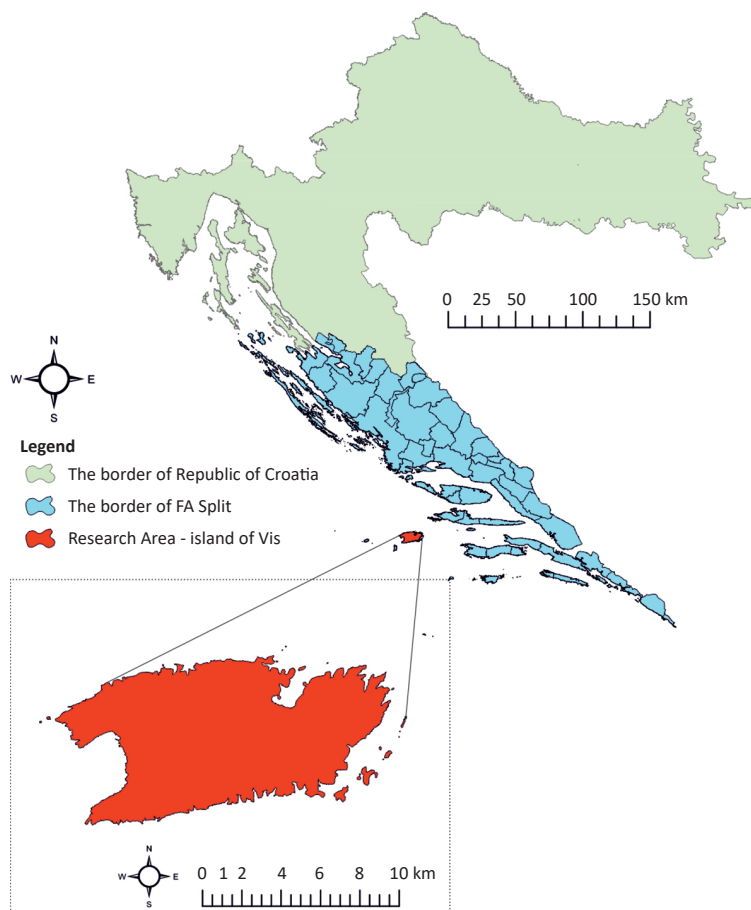 0 25 50 100 150 km
N
W E
S
Legend
The border of Republic of Croatia
The border of FA Split
Research Area - island of Vis
N
W E
S
0 1 2 4 6 8 10 km